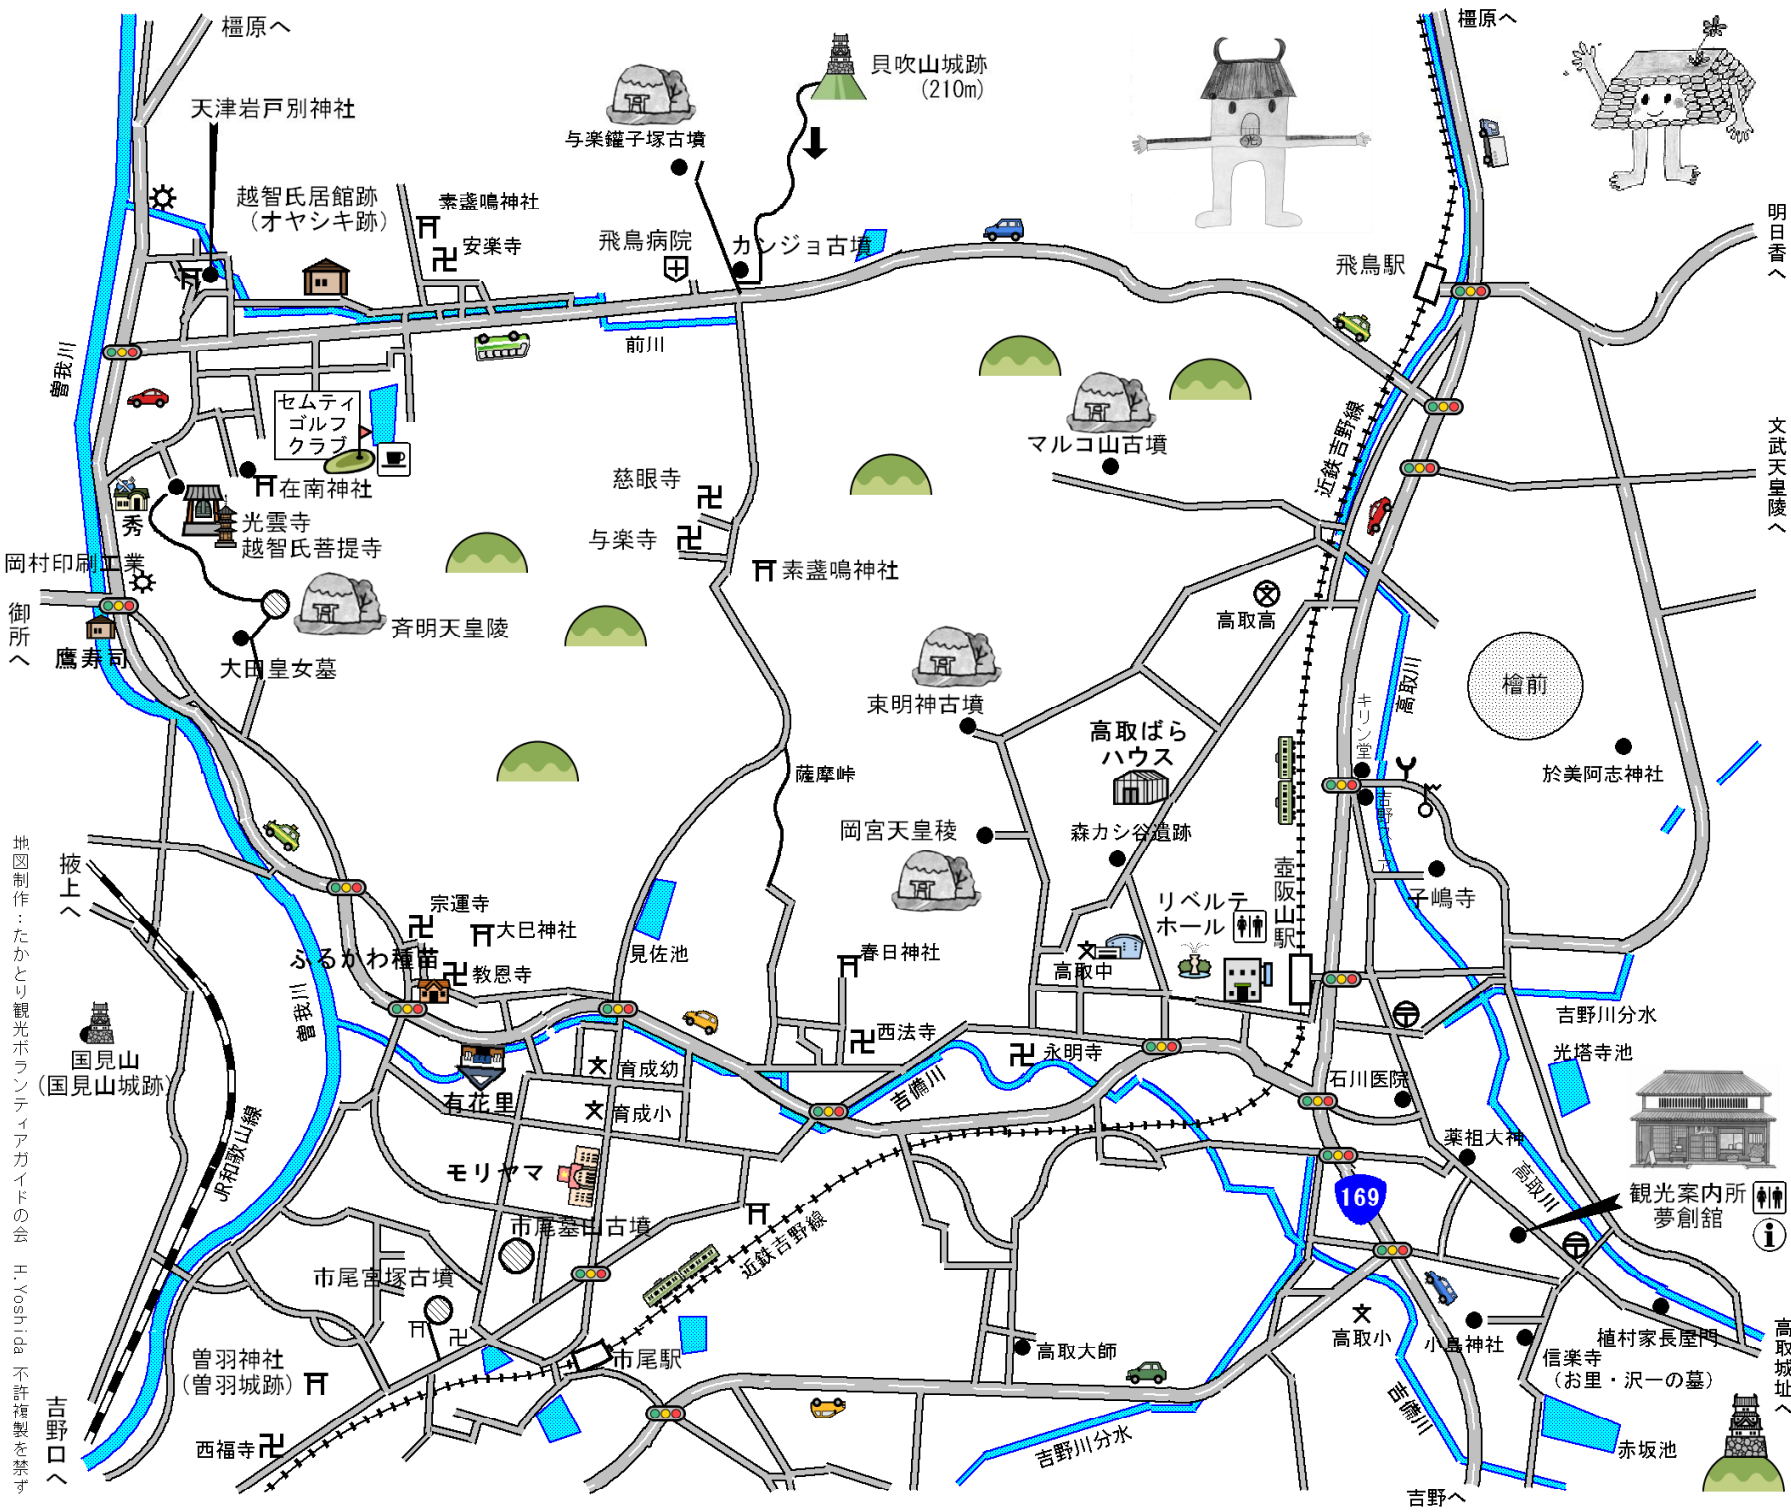 橿原へ
橿原へ
貝吹山城跡
(210m)
天津岩戸別神社
与楽鑵子塚古墳
越智氏居館跡
(オヤシキ跡)
素盞鳴神社
安楽寺
飛鳥病院
カンジョ古墳
飛鳥駅
明日香へ
前川
曽我川
セムティ
ゴルフ
クラブ
マルコ山古墳
近鉄吉野線
文武天皇陵へ
慈眼寺
在南神社
秀
光雲寺
越智氏菩提寺
与楽寺
素盞鳴神社
岡村印刷工業
御所へ
鷹寿司
斉明天皇陵
大田皇女墓
高取高
高取川
檜前
束明神古墳
キリン堂
高取ばら
ハウス
薩摩峠
於美阿志神社
岡宮天皇稜
森カシ谷遺跡
壺阪山駅
子嶋寺
リベルテ
ホール
掖上へ
宗運寺
大巳神社
ふるかわ種苗
教恩寺
見佐池
春日神社
高取中
曽我川
西法寺
永明寺
吉野川分水
光塔寺池
国見山
(国見山城跡)
育成幼
有花里
育成小
吉備川
石川医院
薬祖大神
JR和歌山線
モリヤマ
市尾墓山古墳
近鉄吉野線
169
高取川
観光案内所
夢創舘
市尾宮塚古墳
曽羽神社
(曽羽城跡)
市尾駅
高取大師
高取小
小島神社
植村家長屋門
信楽寺
(お里・沢一の墓)
高取城址へ
吉野口へ
西福寺
吉野川分水
吉備川
赤坂池
吉野へ
地図制作：たかとり観光ボランティアガイドの会 H.Yoshida 不許複製を禁ず